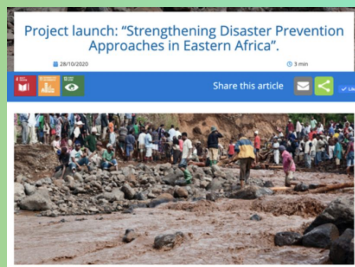 Project launch: "Strengthening Disaster Prevention
Approaches in Eastern Africa".
28/10/2020
3 min
Share this article